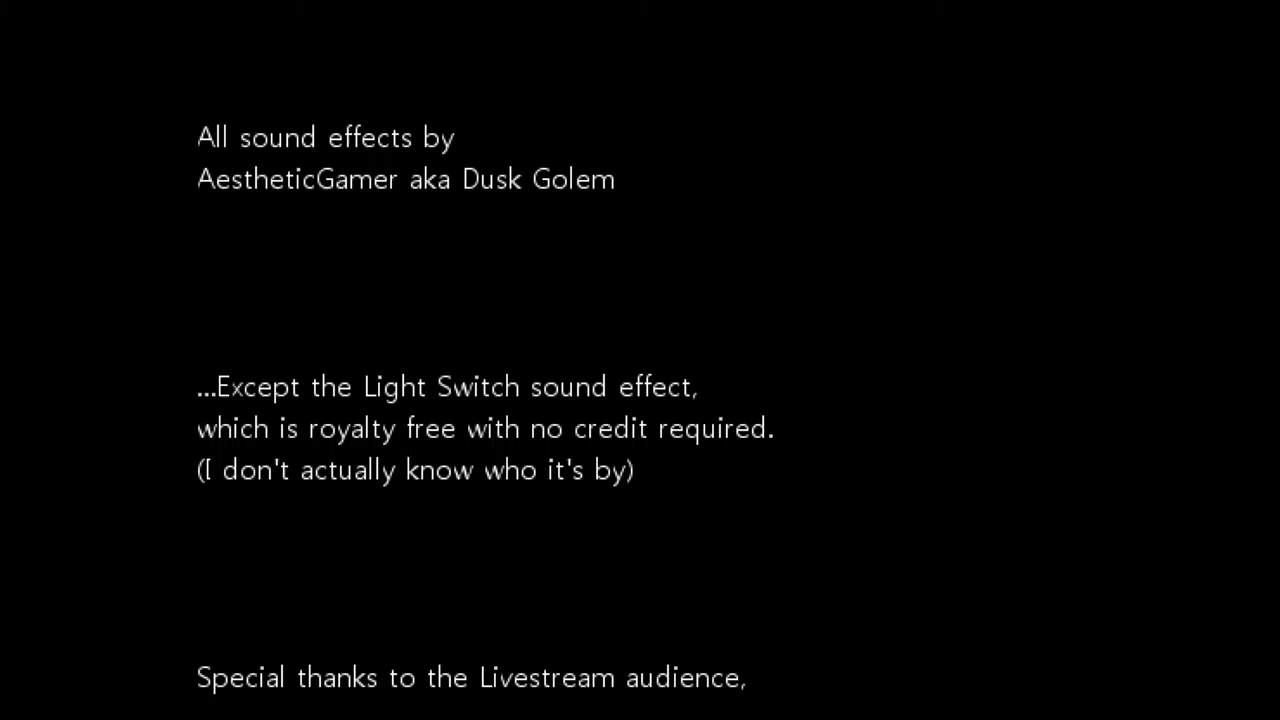 All sound effects by
AestheticGamer aka Dusk Golem
...Except the Light Switch sound effect,
which is royalty free with no credit required.
(I don't actually know who it's by)
Special thanks to the Livestream audience,